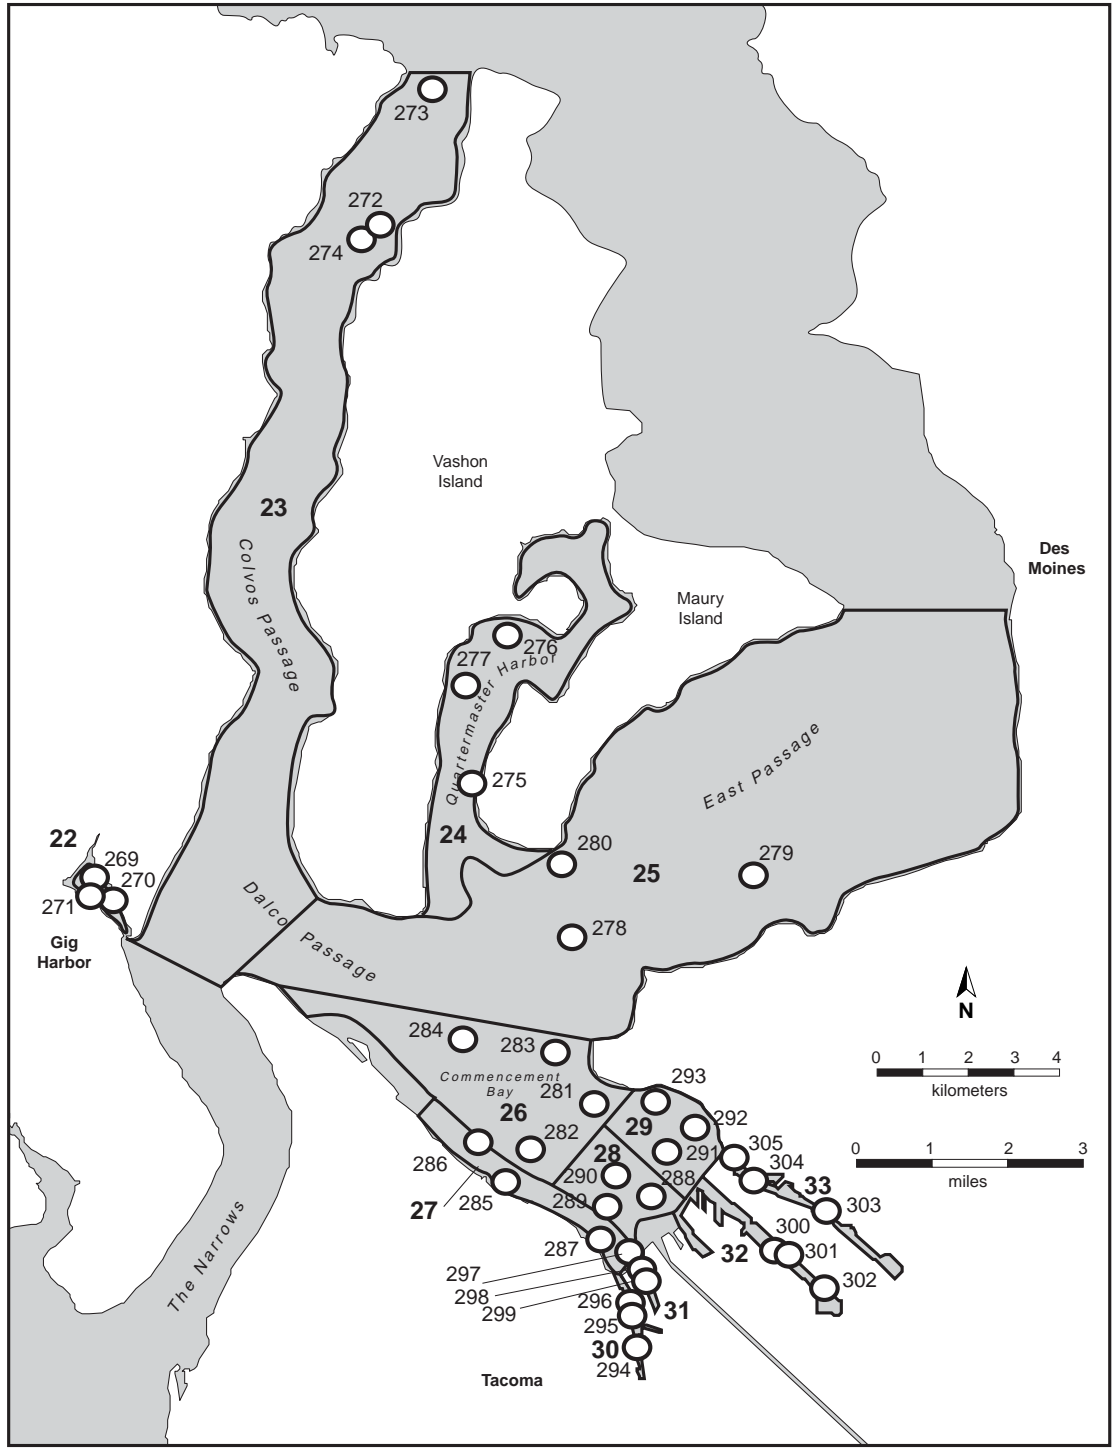 273
272
274
Vashon
Island
23
Colvos Passage
Des
Moines
Maury
Island
276
277
Quartermaster Harbor
275
East Passage
22
24
280
279
269
25
270
271
Dalco
Passage
278
Gig
Harbor
N
284
283
0 1 2 3 4
kilometers
Commencement
Bay
281
293
26
29
292
282
305
291
28
304
0 1 2 3
miles
286
290
288
33
285
289
303
27
287
300
32
301
297
302
298
299
296
31
295
30
294
Tacoma
The Narrows